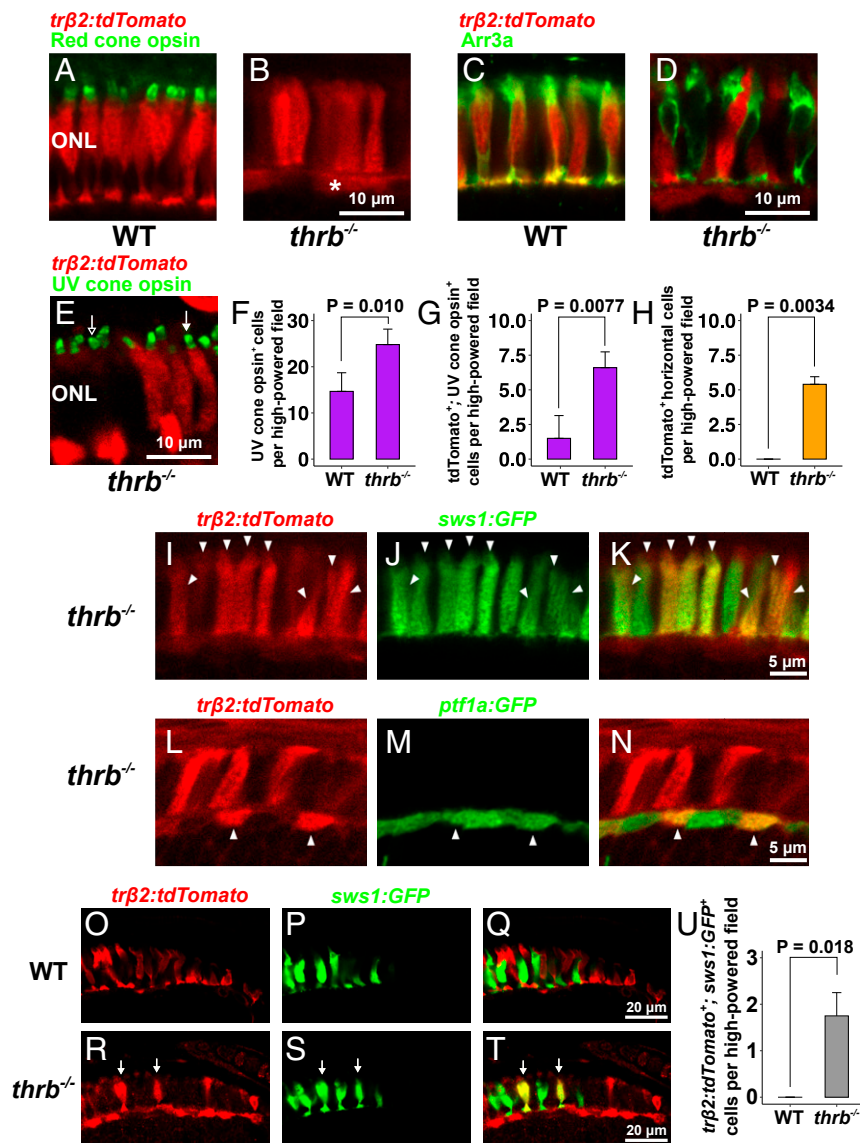 trβ2:tdTomato
Red cone opsin
trβ2:tdTomato
Arr3a
A
B
C
D
ONL
*
10 µm
10 µm
WT
thrb-/-
WT
thrb-/-
trβ2:tdTomato
UV cone opsin
E
ONL
10 µm
thrb-/-
F
UV cone opsin+ cells
per high-powered field
P = 0.010
30
20
10
0
WT
thrb-/-
G
tdTomato+; UV cone opsin+
cells per high-powered field
P = 0.0077
10.0
7.5
5.0
2.5
0.0
WT
thrb-/-
H
tdTomato+ horizontal cells
per high-powered field
P = 0.0034
10.0
7.5
5.0
2.5
0.0
WT
thrb-/-
trβ2:tdTomato
sws1:GFP
thrb-/-
I
J
K
5 µm
trβ2:tdTomato
ptf1a:GFP
thrb-/-
L
M
N
5 µm
trβ2:tdTomato
sws1:GFP
WT
O
P
Q
20 µm
thrb-/-
R
S
T
20 µm
U
trβ2:tdTomato+; sws1:GFP+
cells per high-powered field
P = 0.018
3
2
1
0
WT
thrb-/-